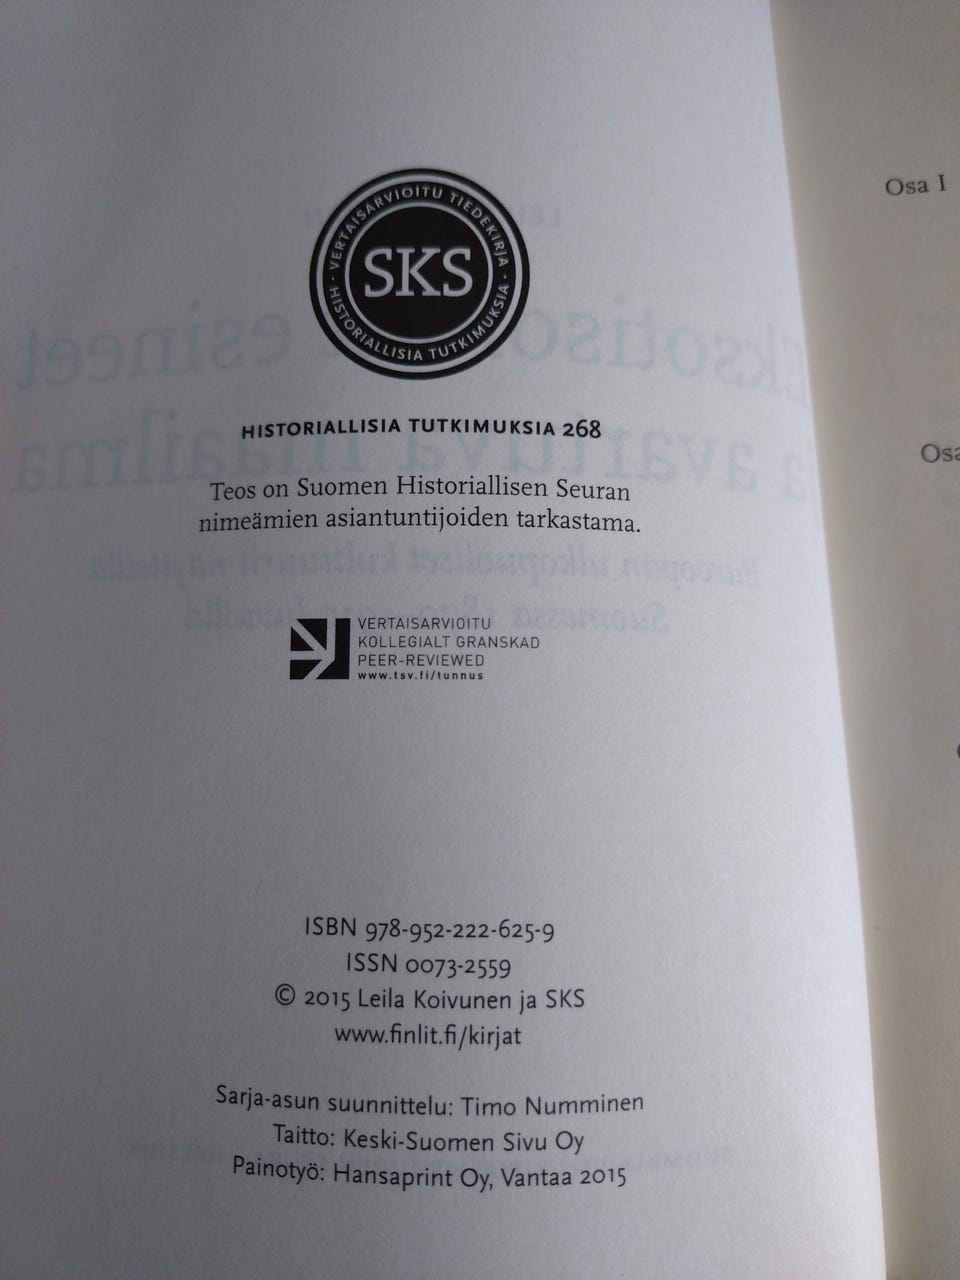 VERTAISARVIOITU TIEDEKIRJA
SKS
HISTORIALLISIA TUTKIMUKSIA
HISTORIALLISIA TUTKIMUKSIA 268
Teos on Suomen Historiallisen Seuran
nimeämien asiantuntijoiden tarkastama.
VERTAISARVIOITU
KOLLEGIALT GRANSKAD
PEER-REVIEWED
www.tsv.fi/tunnus
ISBN 978-952-222-625-9
ISSN 0073-2559
© 2015 Leila Koivunen ja SKS
www.finlit.fi/kirjat
Sarja-asun suunnittelu: Timo Numminen
Taitto: Keski-Suomen Sivu Oy
Painotyö: Hansaprint Oy, Vantaa 2015
Osa I